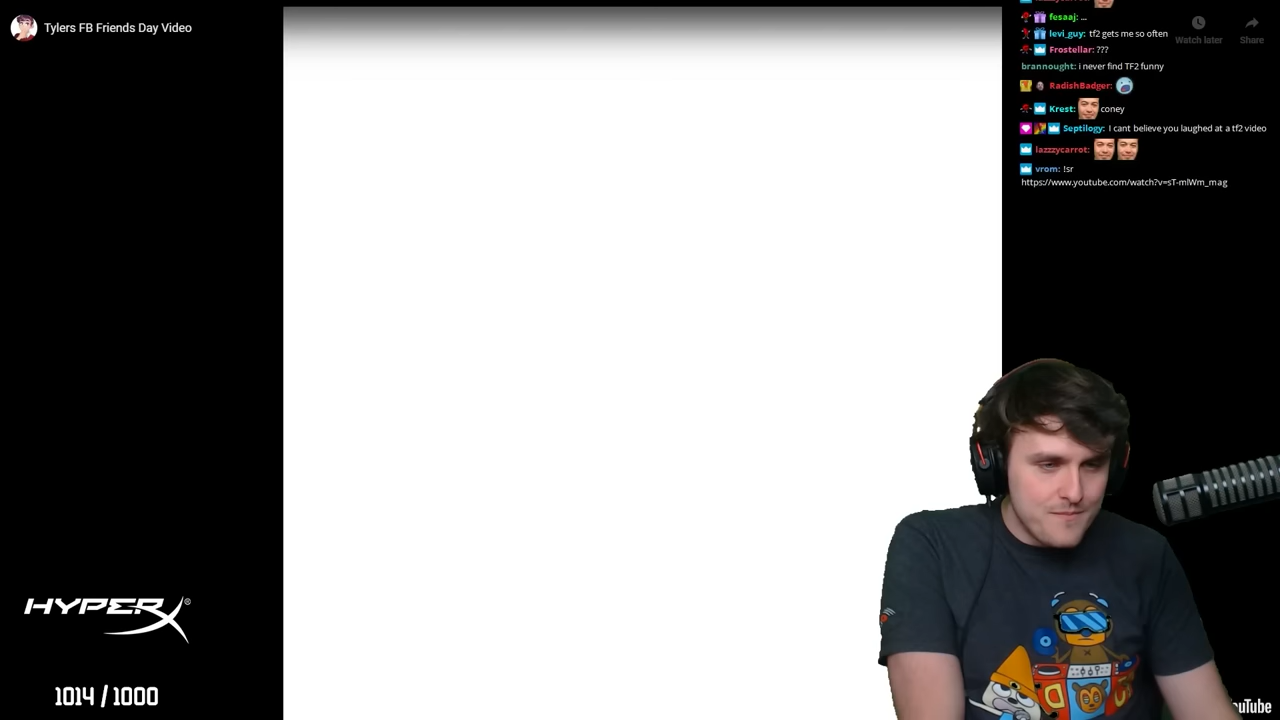 Tylers FB Friends Day Video
fesaaj: ...
levi_guy: tf2 gets me so often
Frostellar: ???
brannought: i never find TF2 funny
RadishBadger:
Krest: coney
Septilogy: I cant believe you laughed at a tf2 video
lazzzycarrot:
vrom: !sr
https://www.youtube.com/watch?v=sT-mlWm_mag
Watch later
Share
HYPERX®
1014 / 1000